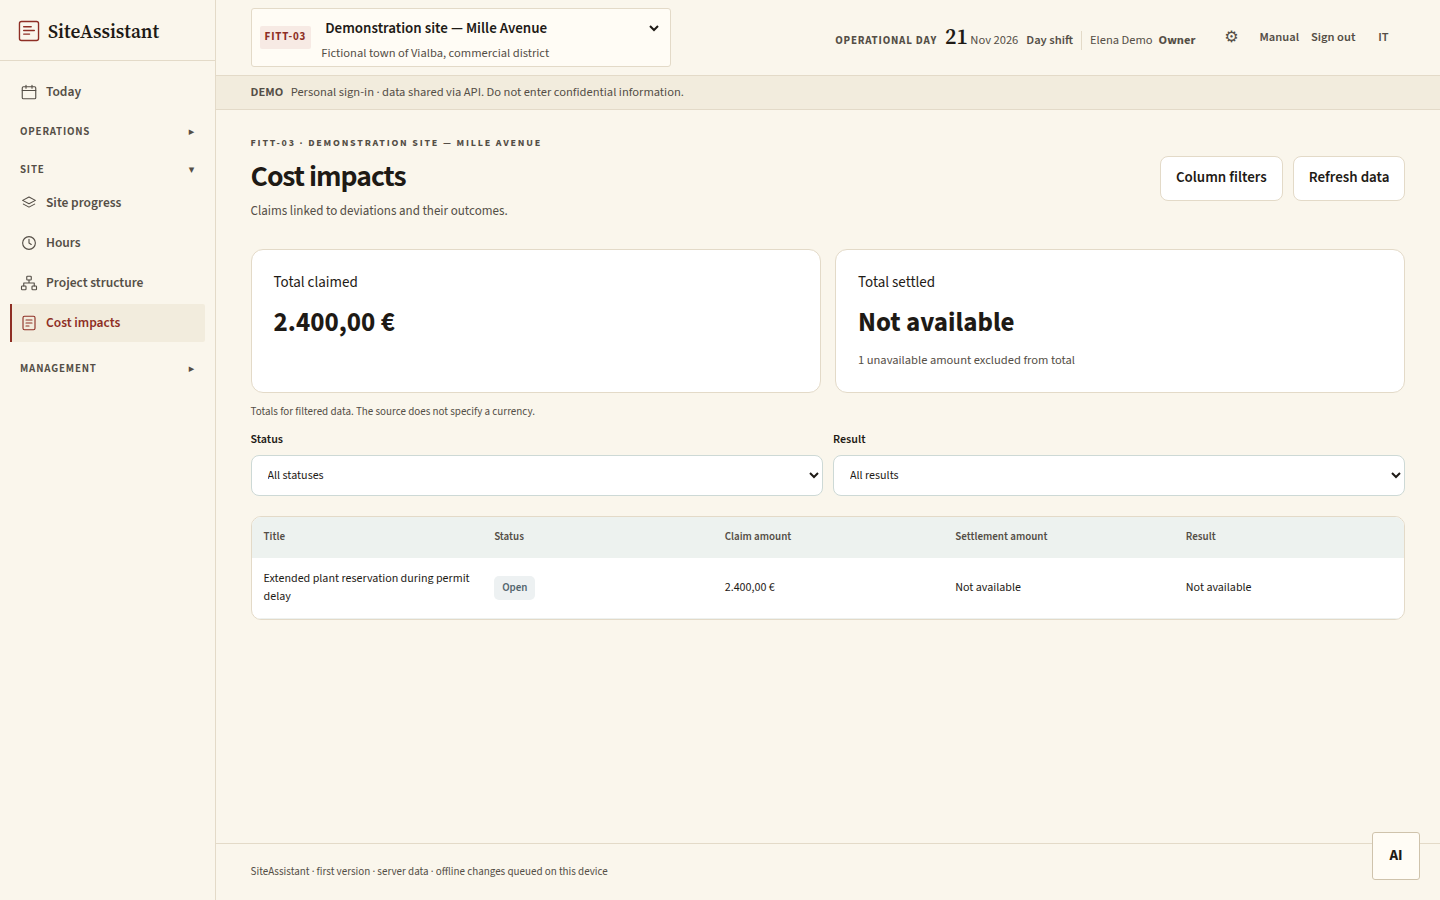 SiteAssistant
Today
OPERATIONS
SITE
Site progress
Hours
Project structure
Cost impacts
MANAGEMENT
FITT-03
Demonstration site — Mille Avenue
Fictional town of Vialba, commercial district
OPERATIONAL DAY 21 Nov 2026 Day shift Elena Demo Owner
Manual Sign out IT
DEMO Personal sign-in · data shared via API. Do not enter confidential information.
FITT-03 · DEMONSTRATION SITE — MILLE AVENUE
Cost impacts
Claims linked to deviations and their outcomes.
Column filters
Refresh data
Total claimed
2.400,00 €
Total settled
Not available
1 unavailable amount excluded from total
Totals for filtered data. The source does not specify a currency.
Status
All statuses
Result
All results
Title Status Claim amount Settlement amount Result
Extended plant reservation during permit
delay
Open
2.400,00 €
Not available
Not available
SiteAssistant · first version · server data · offline changes queued on this device
AI